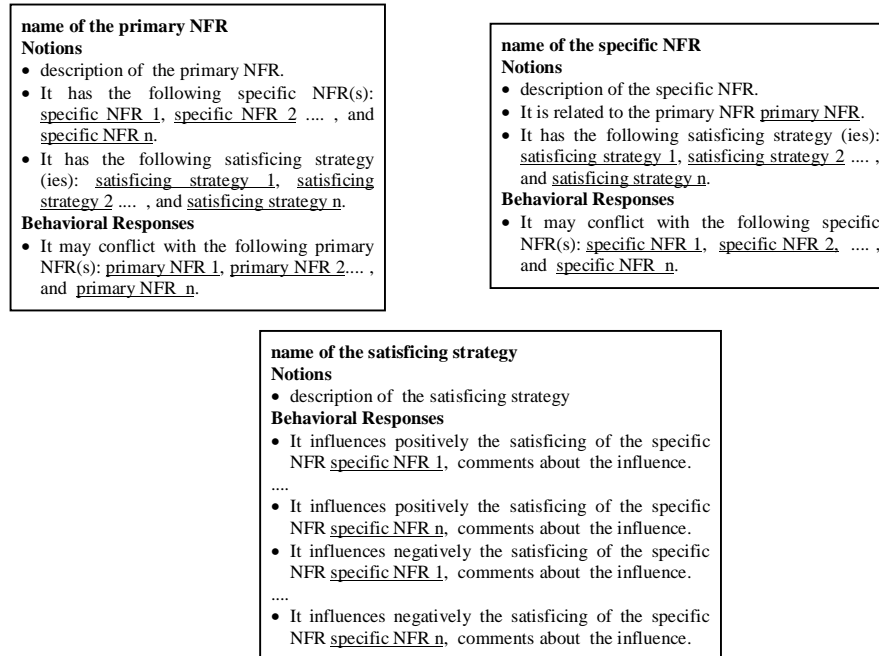 name of the primary NFR
Notions
• description of the primary NFR.
• It has the following specific NFR(s):
specific NFR 1, specific NFR 2 .... , and
specific NFR n.
• It has the following satisficing strategy
(ies): satisficing strategy 1, satisficing
strategy 2 .... , and satisficing strategy n.
Behavioral Responses
• It may conflict with the following primary
NFR(s): primary NFR 1, primary NFR 2.... ,
and primary NFR n.
name of the specific NFR
Notions
• description of the specific NFR.
• It is related to the primary NFR primary NFR.
• It has the following satisficing strategy (ies):
satisficing strategy 1, satisficing strategy 2 .... ,
and satisficing strategy n.
Behavioral Responses
• It may conflict with the following specific
NFR(s): specific NFR 1, specific NFR 2, .... ,
and specific NFR n.
name of the satisficing strategy
Notions
• description of the satisficing strategy
Behavioral Responses
• It influences positively the satisficing of the specific
NFR specific NFR 1, comments about the influence.
....
• It influences positively the satisficing of the specific
NFR specific NFR n, comments about the influence.
• It influences negatively the satisficing of the specific
NFR specific NFR 1, comments about the influence.
....
• It influences negatively the satisficing of the specific
NFR specific NFR n, comments about the influence.